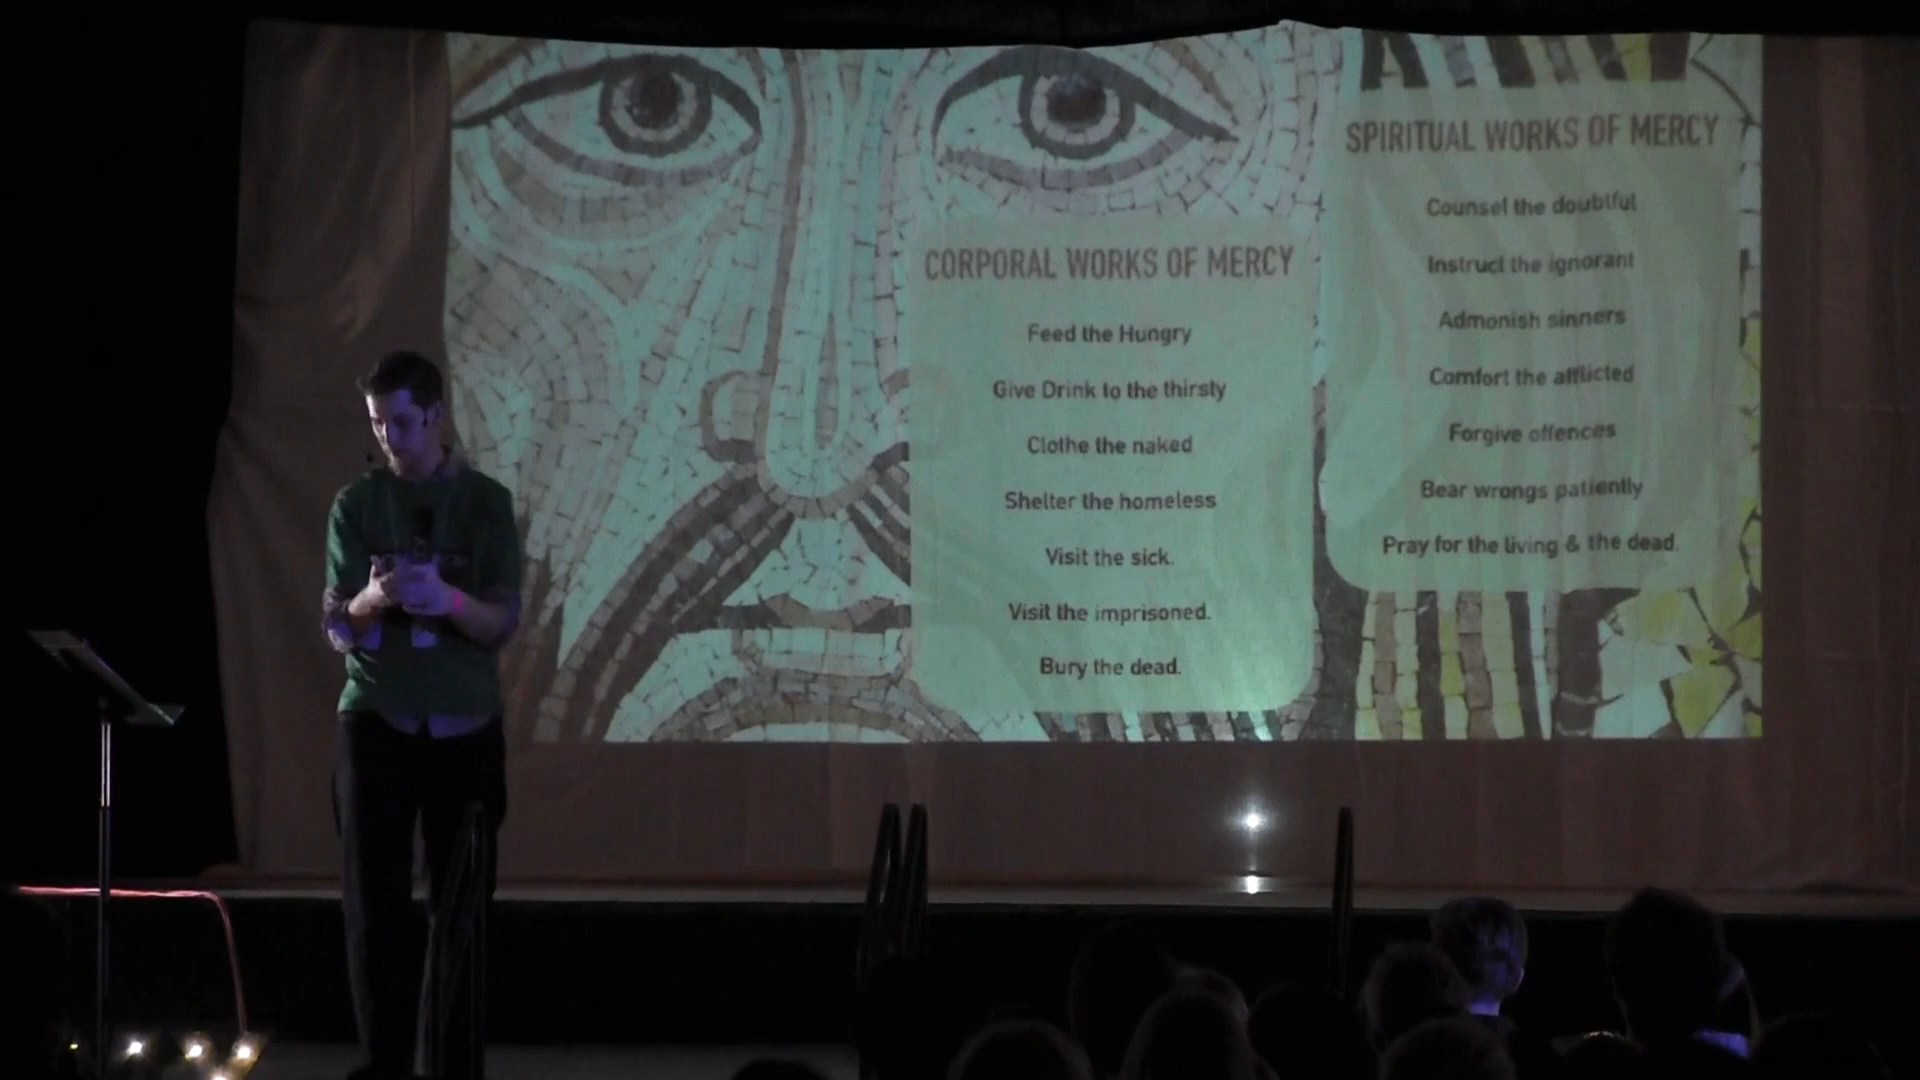 CORPORAL WORKS OF MERCY
Feed the Hungry
Give Drink to the thirsty
Clothe the naked
Shelter the homeless
Visit the sick.
Visit the imprisoned.
Bury the dead.
SPIRITUAL WORKS OF MERCY
Counsel the doubtful
Instruct the ignorant
Admonish sinners
Comfort the afflicted
Forgive offences
Bear wrongs patiently
Pray for the living & the dead.